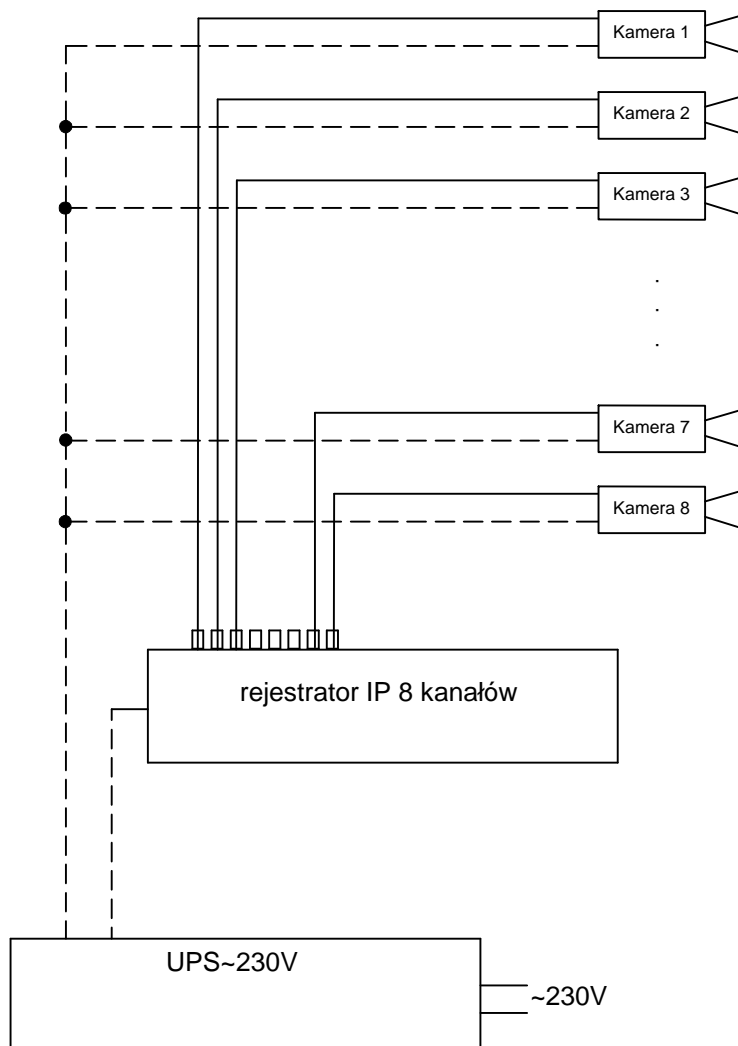 Kamera 1
Kamera 2
Kamera 3
.
.
.
Kamera 7
Kamera 8
rejestrator IP 8 kanałów
UPS~230V
~230V